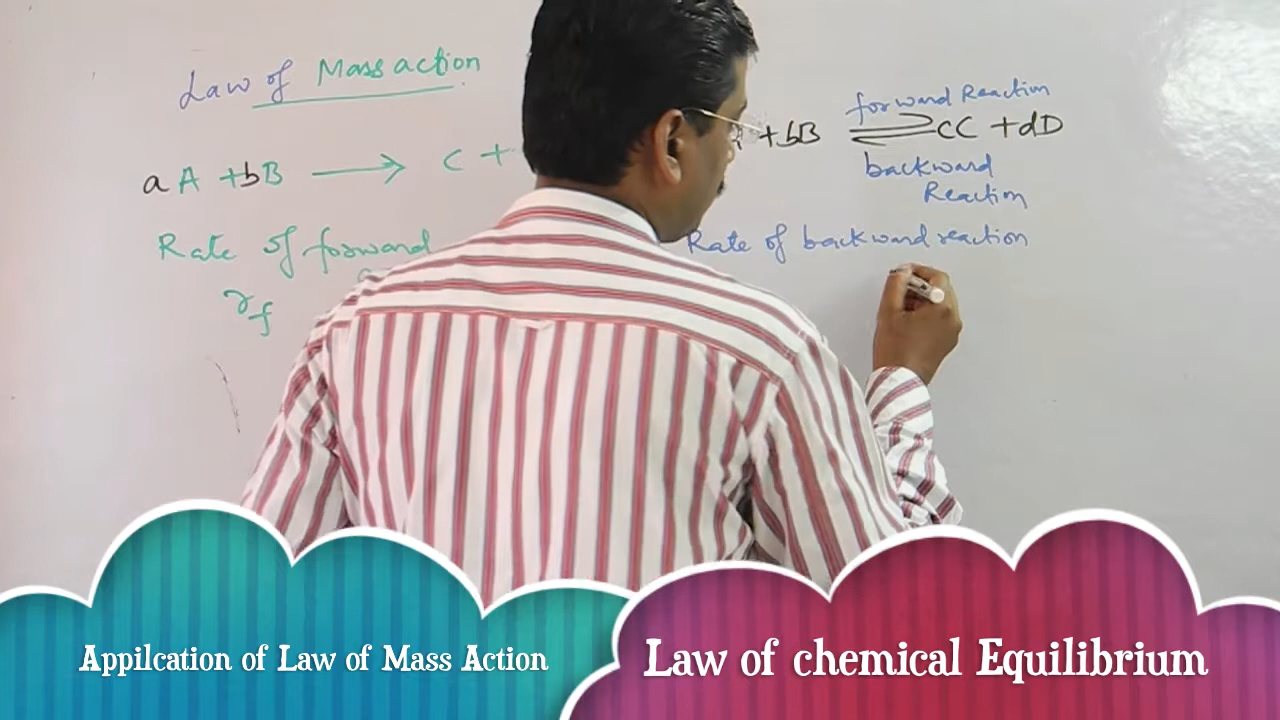 Law of Mass action
aA + bB ⟶ C +
Rate of forward
rf
+bB ⇌ cC + dD
forward Reaction
backward
Reaction
Rate of backward reaction
Appilcation of Law of Mass Action
Law of chemical Equilibrium